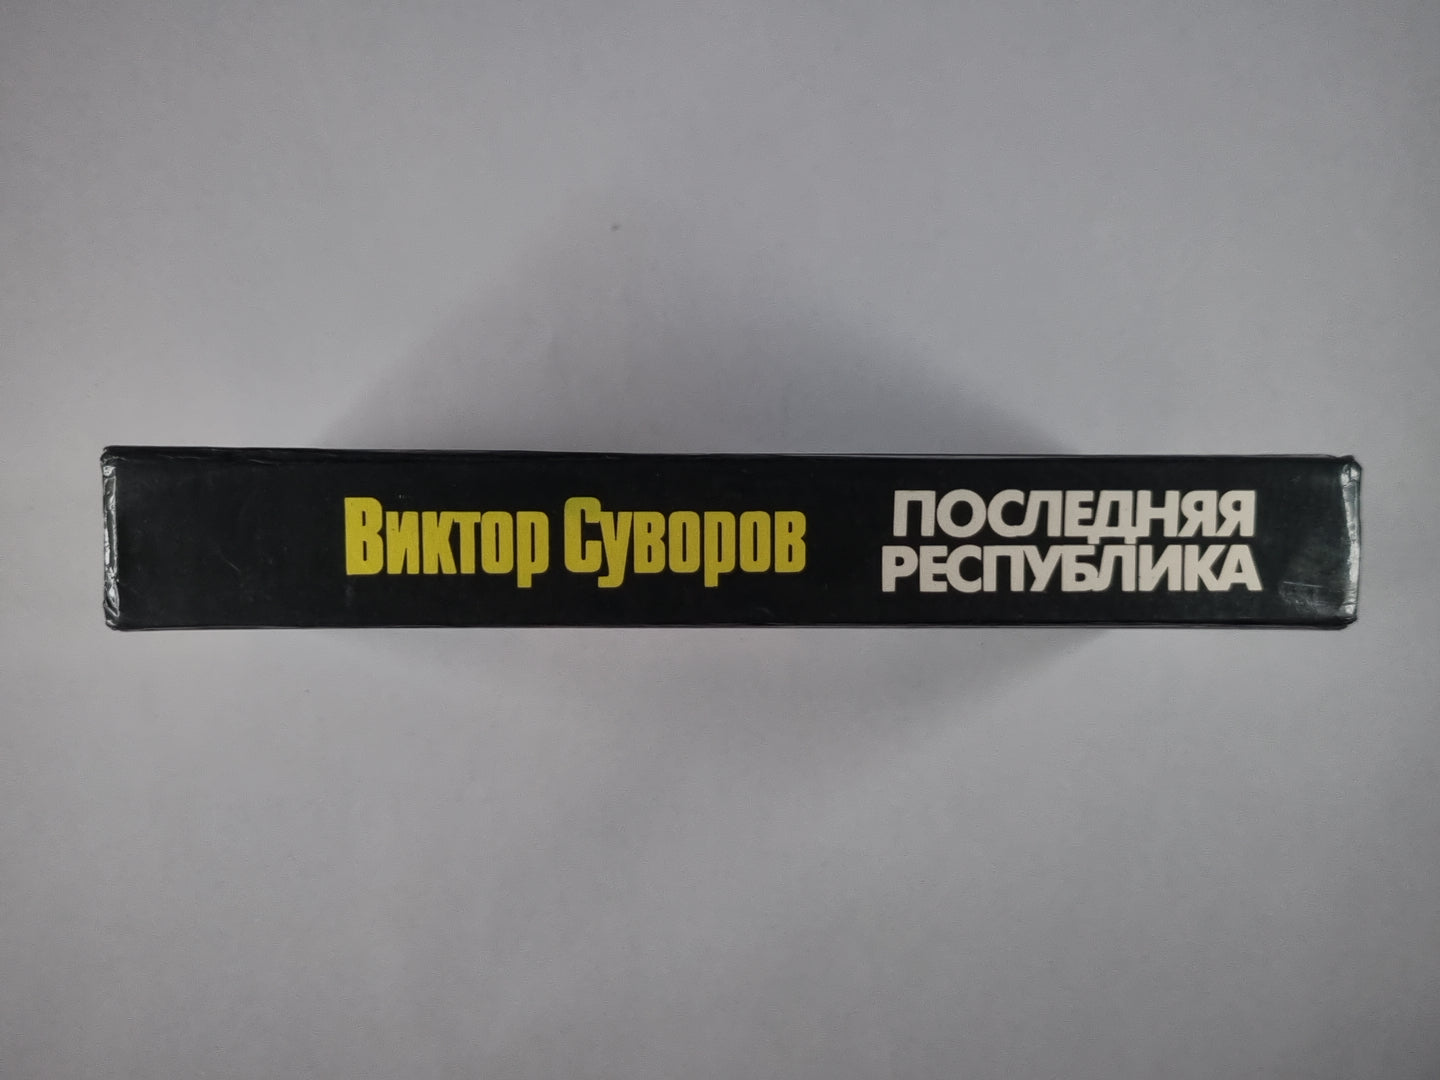 Виктор Суворов
ПОСЛЕДНЯЯ
РЕСПУБЛИКА